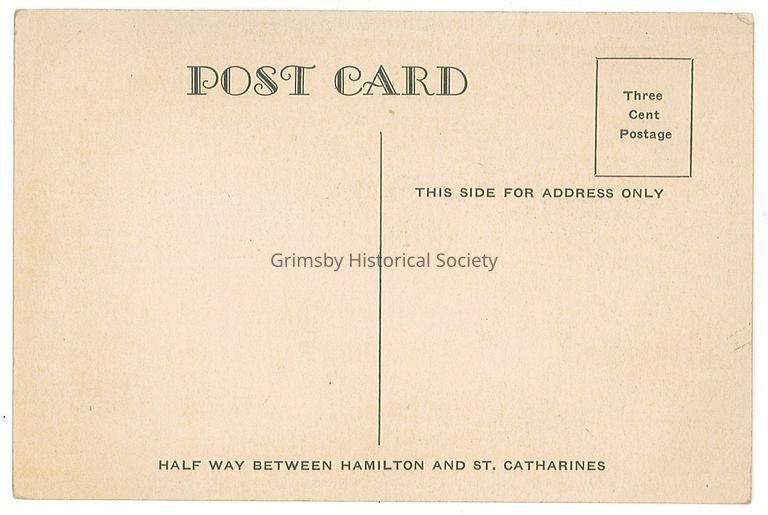 POST CARD
Three
Cent
Postage
THIS SIDE FOR ADDRESS ONLY
Grimsby Historical Society
HALF WAY BETWEEN HAMILTON AND ST. CATHARINES